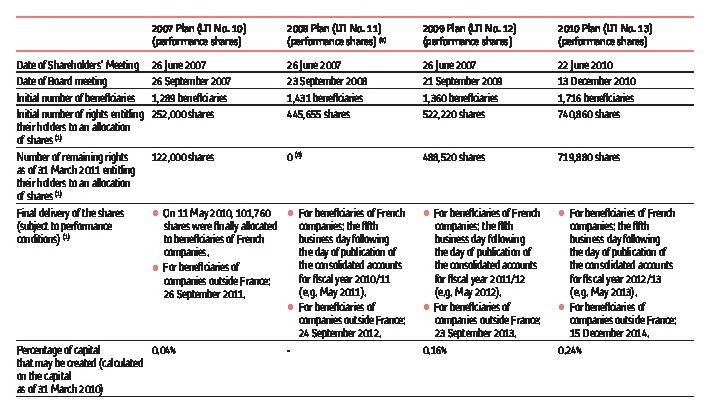 2007 Plan (LTI No. 10) 2008 Plan (LTI No. 11) 2009 Plan (LTI No. 12) 2010 Plan (LTI No. 13)
(performance shares) (performance shares) (performance shares) (performance shares)
Date of Shareholders' Meeting 26 June 2007 26 June 2007 26 June 2007 22 June 2010
Date of Board meeting 26 September 2007 23 September 2008 21 September 2009 13 December 2010
Initial number of beneficiaries 1,289 beneficiaries 1,431 beneficiaries 1,360 beneficiaries 1,716 beneficiaries
Initial number of rights entitling 252,000 shares 445,655 shares 522,220 shares 740,860 shares
their holders to an allocation
of shares (1)
Number of remaining rights 122,000 shares 0 488,520 shares 719,880 shares
as of 31 March 2011 entitling
their holders to an allocation
of shares (1)
Final delivery of the shares
(subject to performance
conditions) (1)
• On 11 May 2010, 101,760
shares were finally allocated
to beneficiaries of French
companies.
• For beneficiaries of
companies outside France:
26 September 2011.
• For beneficiaries of French
companies: the fifth
business day following
the day of publication of
the consolidated accounts
for fiscal year 2010/11
(e.g. May 2011).
• For beneficiaries of
companies outside France:
24 September 2012.
• For beneficiaries of French
companies: the fifth
business day following
the day of publication of
the consolidated accounts
for fiscal year 2011/12
(e.g. May 2012).
• For beneficiaries of
companies outside France:
23 September 2013.
• For beneficiaries of French
companies: the fifth
business day following
the day of publication of
the consolidated accounts
for fiscal year 2012/13
(e.g. May 2013).
• For beneficiaries of
companies outside France:
15 December 2014.
Percentage of capital 0.04% - 0.16% 0.24%
that may be created (calculated
on the capital
as of 31 March 2010)